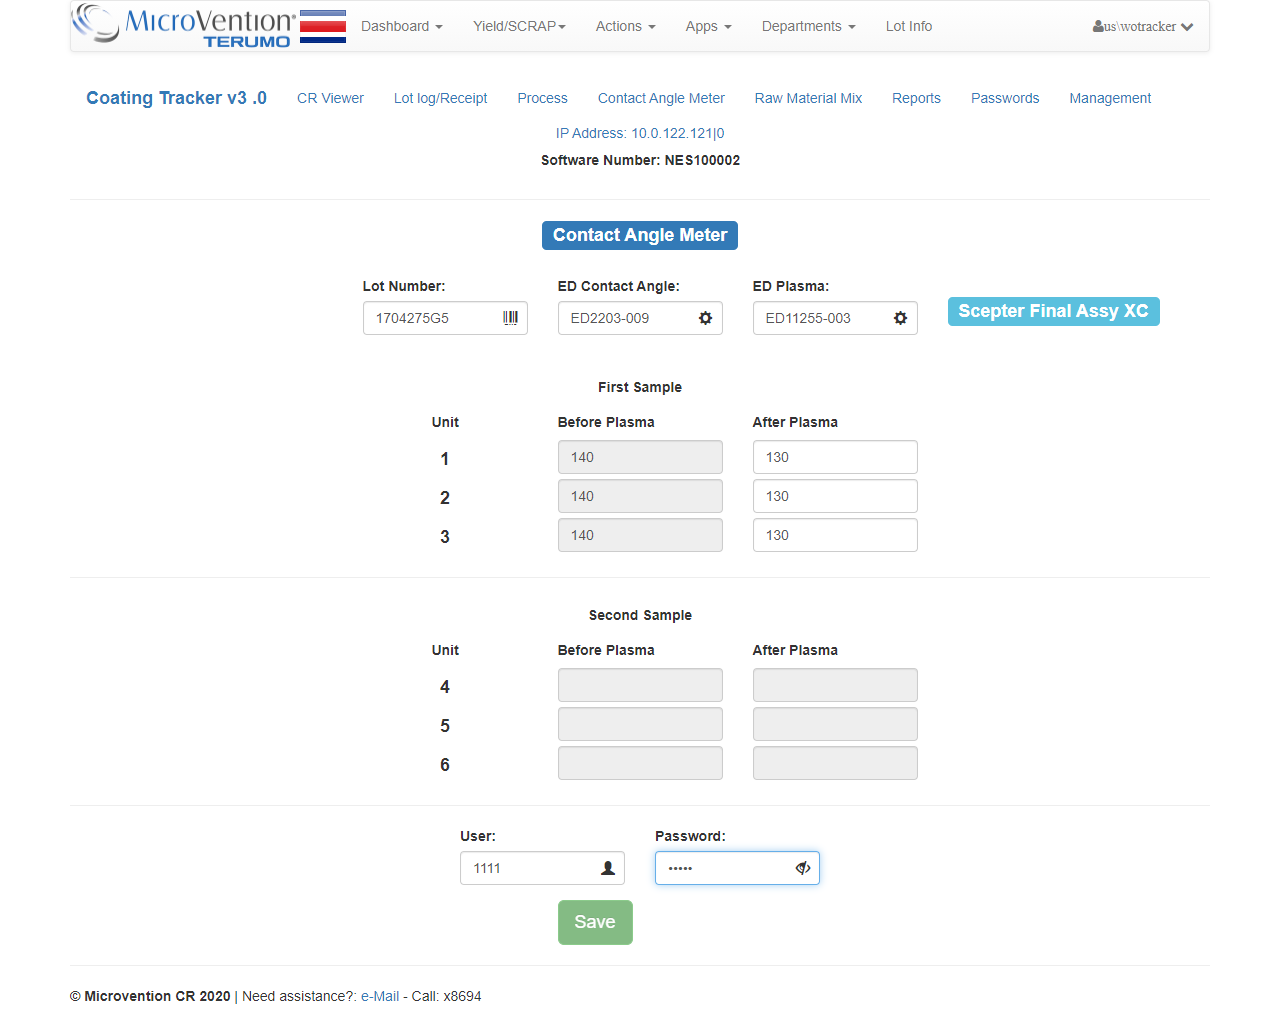 MICROVENTION
TERUMO
Dashboard Yield/SCRAP Actions Apps Departments Lot Info us\wotracker
Coating Tracker v3 .0 CR Viewer Lot log/Receipt Process Contact Angle Meter Raw Material Mix Reports Passwords Management
IP Address: 10.0.122.121|0
Software Number: NES100002
Contact Angle Meter
Lot Number: ED Contact Angle: ED Plasma:
1704275G5 ED2203-009 ED11255-003 Scepter Final Assy XC
First Sample
Unit Before Plasma After Plasma
1 140 130
2 140 130
3 140 130
Second Sample
Unit Before Plasma After Plasma
4
5
6
User: Password:
1111 •••••
Save
© Microvention CR 2020 | Need assistance?: e-Mail - Call: x8694